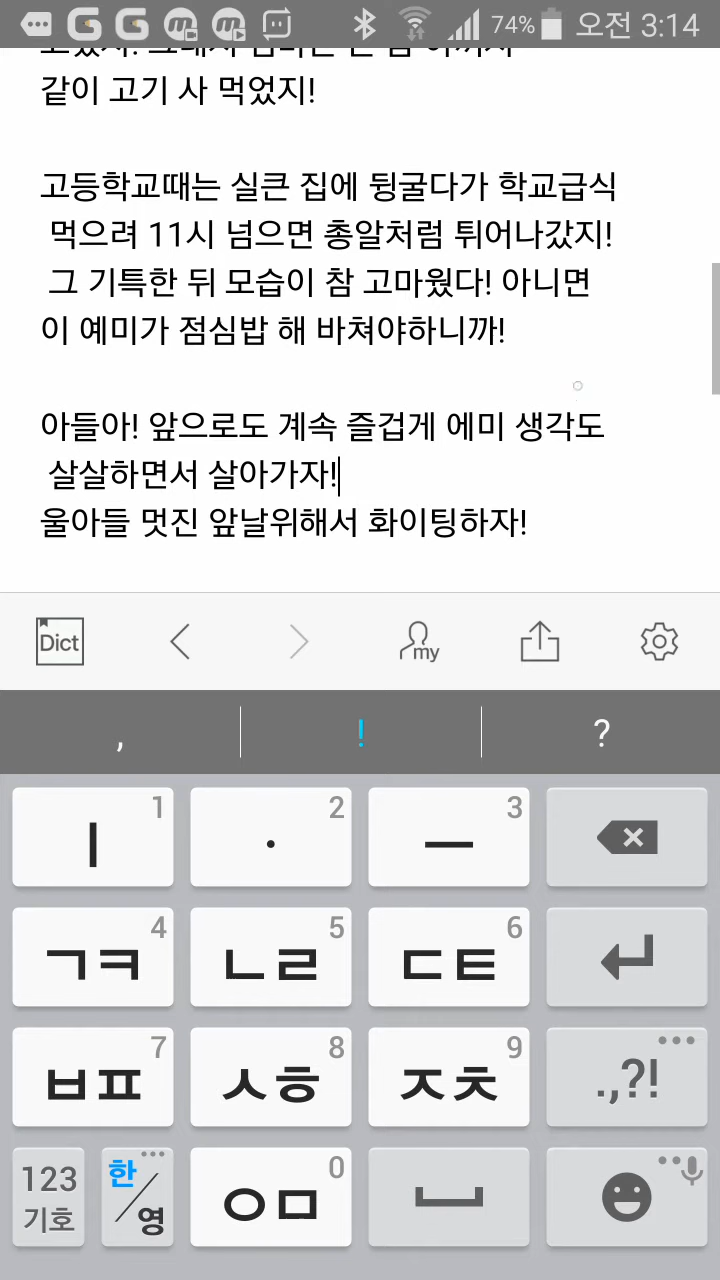 74% 오전 3:14
같이 고기 사 먹었지!
고등학교때는 실큰 집에 뒹굴다가 학교급식
먹으려 11시 넘으면 총알처럼 튀어나갔지!
그 기특한 뒤 모습이 참 고마웠다! 아니면
이 예미가 점심밥 해 바쳐야하니까!
아들아! 앞으로도 계속 즐겁게 에미 생각도
살살하면서 살아가자!
울아들 멋진 앞날위해서 화이팅하자!
Dict my
, ! ?
1 2 3
ㅣ · ㅡ
4 5 6
ㄱㅋ ㄴㄹ ㄷㅌ
7 8 9
ㅂㅍ ㅅㅎ ㅈㅊ .,?!
123 기호 한/영 0 ㅇㅁ